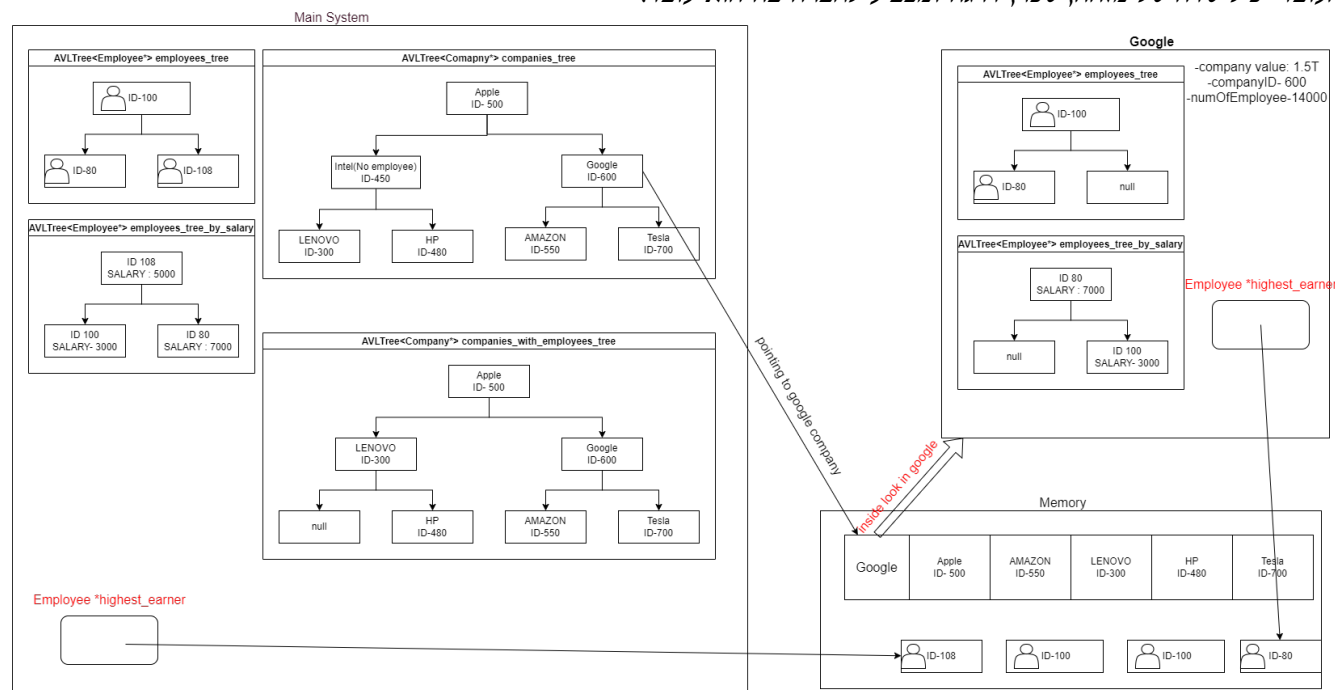 Main System
AVLTree<Employee*> employees_tree
ID-100
ID-80
ID-108
AVLTree<Employee*> employees_tree_by_salary
ID 108
SALARY : 5000
ID 100
SALARY- 3000
ID 80
SALARY : 7000
AVLTree<Comapny*> companies_tree
Apple
ID- 500
Intel(No employee)
ID-450
Google
ID-600
LENOVO
ID-300
HP
ID-480
AMAZON
ID-550
Tesla
ID-700
AVLTree<Company*> companies_with_employees_tree
Apple
ID- 500
LENOVO
ID-300
Google
ID-600
null
HP
ID-480
AMAZON
ID-550
Tesla
ID-700
Employee *highest_earner
pointing to google company
inside look in google
Google
-company value: 1.5T
-companyID- 600
-numOfEmployee-14000
AVLTree<Employee*> employees_tree
ID-100
ID-80
null
AVLTree<Employee*> employees_tree_by_salary
ID 80
SALARY : 7000
null
ID 100
SALARY- 3000
Employee *highest_earner
Memory
Google
Apple
ID- 500
AMAZON
ID-550
LENOVO
ID-300
HP
ID-480
Tesla
ID-700
ID-108
ID-100
ID-100
ID-80